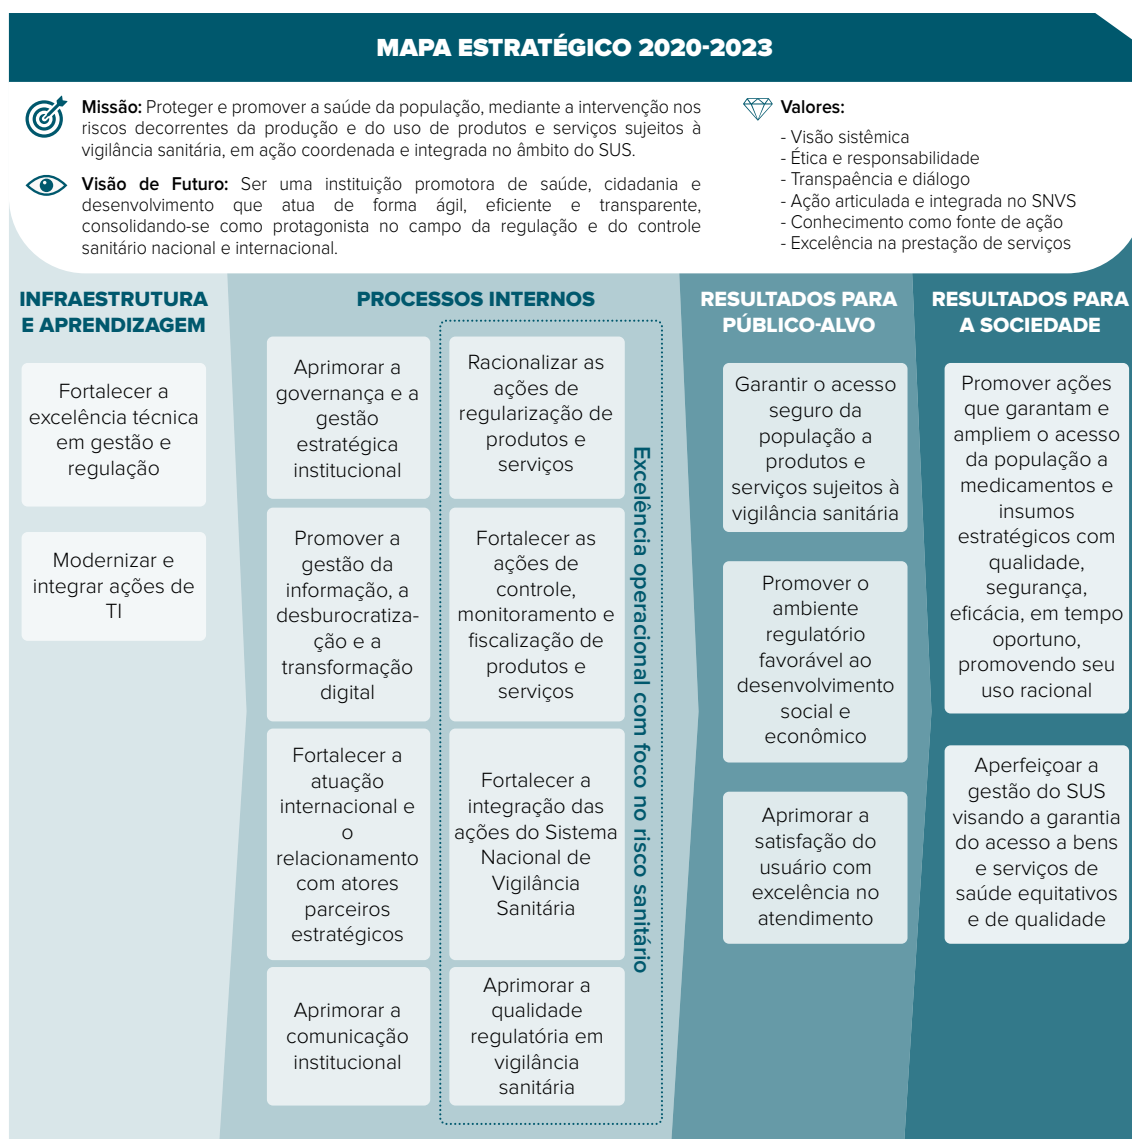 MAPA ESTRATÉGICO 2020-2023
Missão: Proteger e promover a saúde da população, mediante a intervenção nos
riscos decorrentes da produção e do uso de produtos e serviços sujeitos à
vigilância sanitária, em ação coordenada e integrada no âmbito do SUS.
Visão de Futuro: Ser uma instituição promotora de saúde, cidadania e
desenvolvimento que atua de forma ágil, eficiente e transparente,
consolidando-se como protagonista no campo da regulação e do controle
sanitário nacional e internacional.
Valores:
- Visão sistêmica
- Ética e responsabilidade
- Transpaência e diálogo
- Ação articulada e integrada no SNVS
- Conhecimento como fonte de ação
- Excelência na prestação de serviços
INFRAESTRUTURA
E APRENDIZAGEM
Fortalecer a
excelência técnica
em gestão e
regulação
Modernizar e
integrar ações de
TI
PROCESSOS INTERNOS
Aprimorar a
governança e a
gestão
estratégica
institucional
Promover a
gestão da
informação, a
desburocratiza-
ção e a
transformação
digital
Fortalecer a
atuação
internacional e
o
relacionamento
com atores
parceiros
estratégicos
Aprimorar a
comunicação
institucional
Racionalizar as
ações de
regularização de
produtos e
serviços
Fortalecer as
ações de
controle,
monitoramento e
fiscalização de
produtos e
serviços
Fortalecer a
integração das
ações do Sistema
Nacional de
Vigilância
Sanitária
Aprimorar a
qualidade
regulatória em
vigilância
sanitária
Excelência operacional com foco no risco sanitário
RESULTADOS PARA
PÚBLICO-ALVO
Garantir o acesso
seguro da
população a
produtos e
serviços sujeitos à
vigilância sanitária
Promover o
ambiente
regulatório
favorável ao
desenvolvimento
social e
econômico
Aprimorar a
satisfação do
usuário com
excelência no
atendimento
RESULTADOS PARA
A SOCIEDADE
Promover ações
que garantam e
ampliem o acesso
da população a
medicamentos e
insumos
estratégicos com
qualidade,
segurança,
eficácia, em tempo
oportuno,
promovendo seu
uso racional
Aperfeiçoar a
gestão do SUS
visando a garantia
do acesso a bens
e serviços de
saúde equitativos
e de qualidade